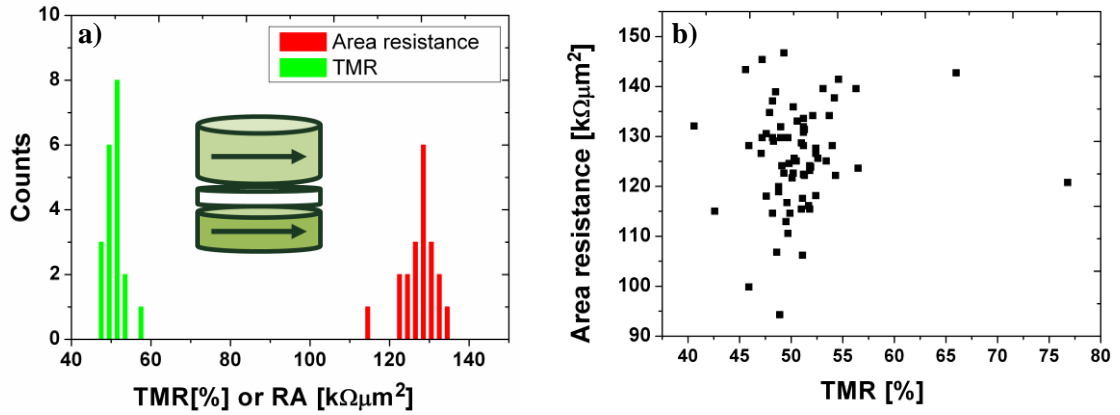 a)
Area resistance
TMR
Counts
10
8
6
4
2
0
40 60 80 100 120 140
TMR[%] or RA [kΩμm²]
b)
Area resistance [kΩμm²]
150
140
130
120
110
100
90
40 45 50 55 60 65 70 75 80
TMR [%]